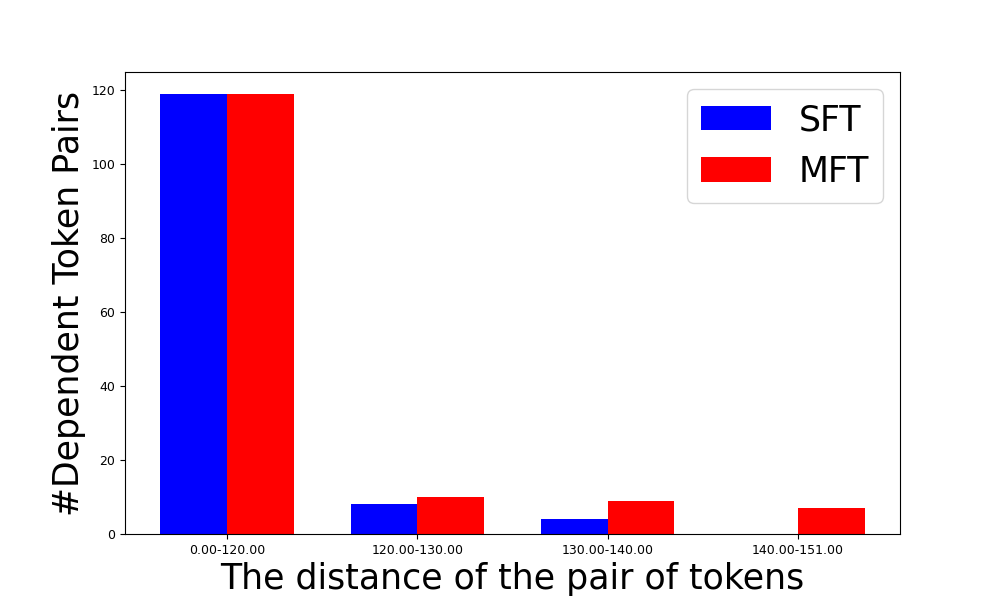 #Dependent Token Pairs
120
100
80
60
40
20
0
SFT
MFT
0.00-120.00
120.00-130.00
130.00-140.00
140.00-151.00
The distance of the pair of tokens